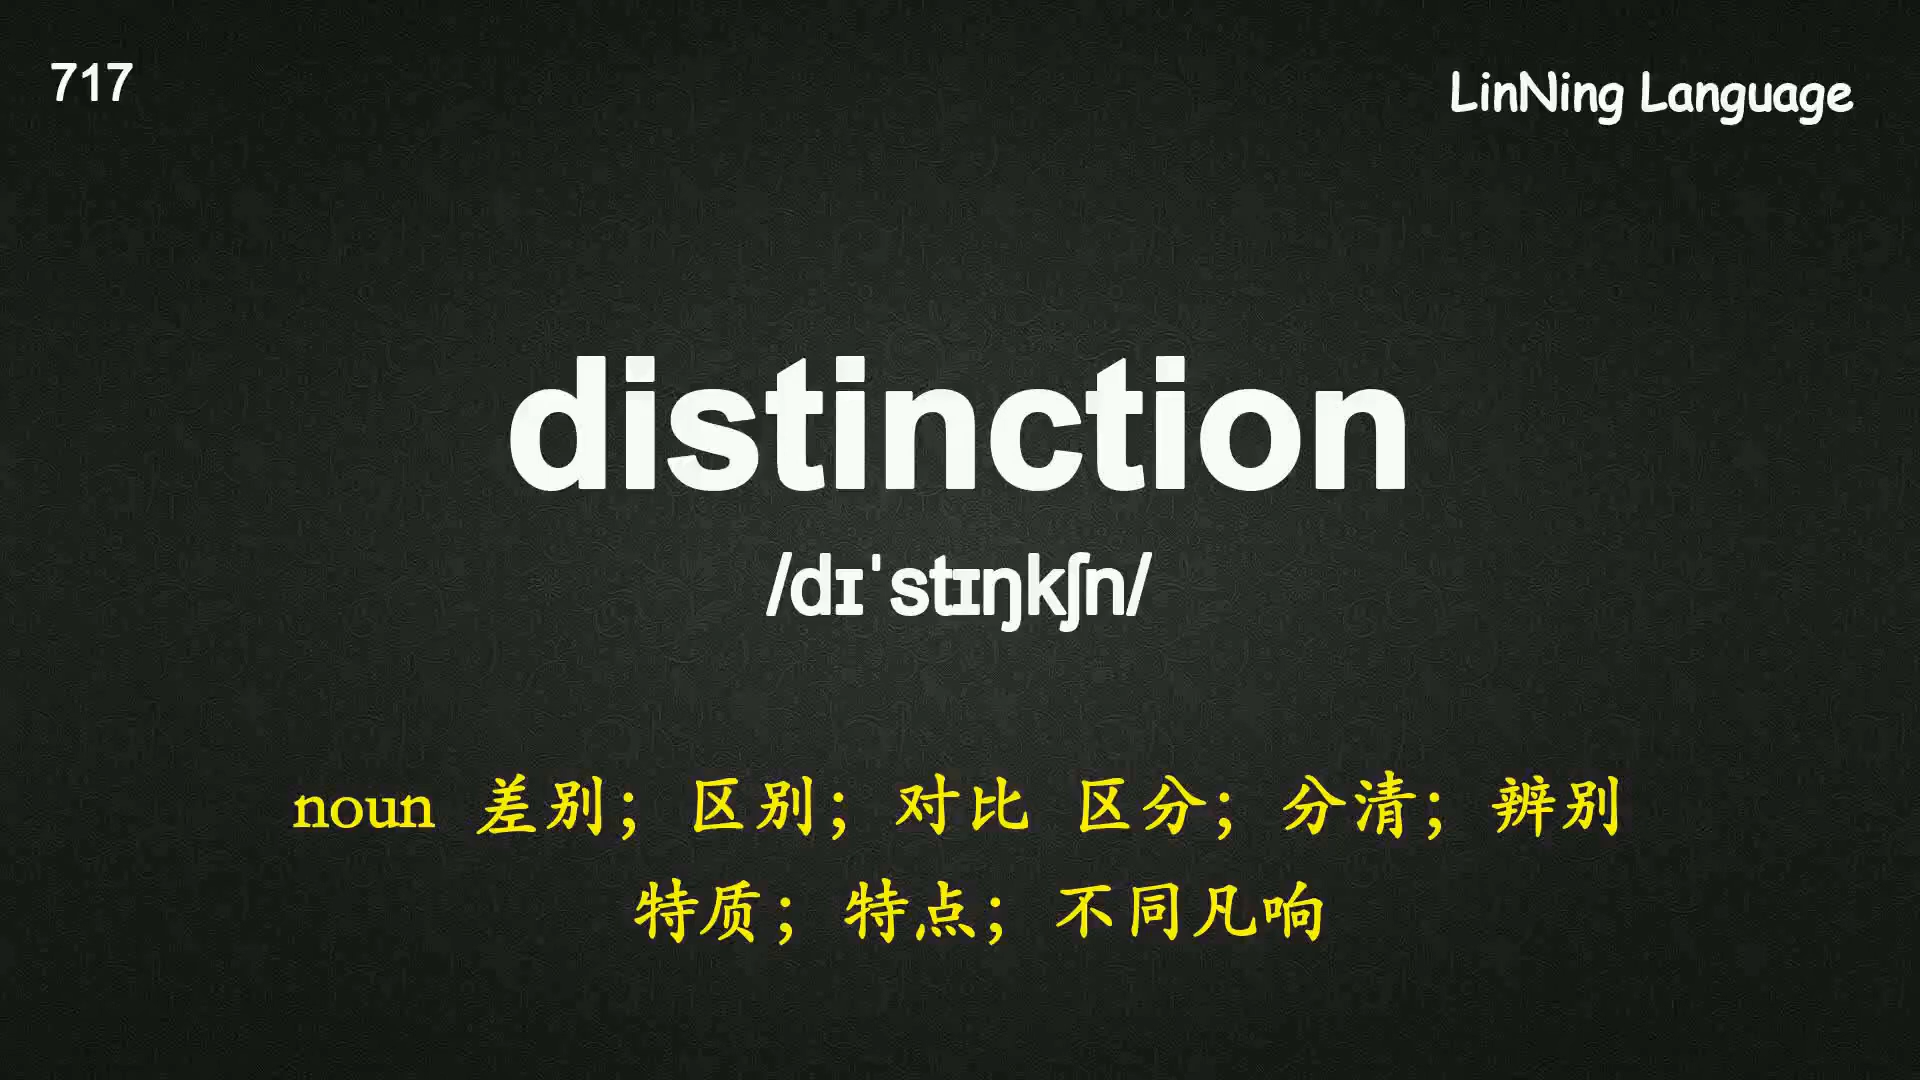 717
LinNing Language
distinction
/dɪˈstɪŋkʃn/
noun 差别；区别；对比 区分；分清；辨别
特质；特点；不同凡响